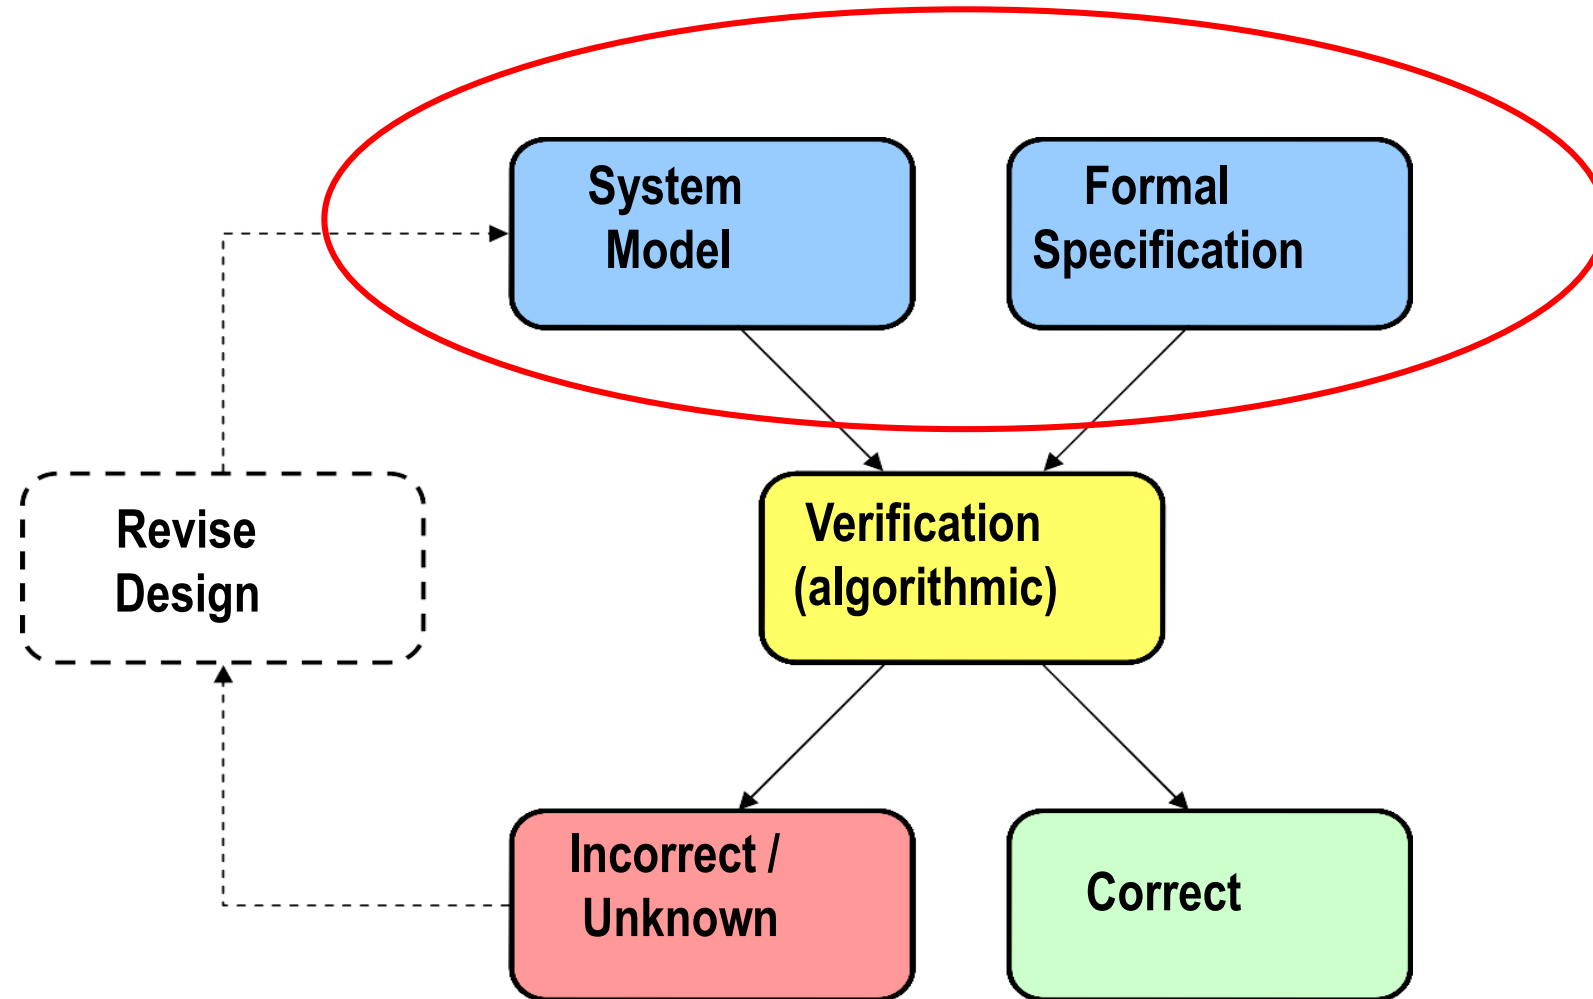 System
Model
Formal
Specification
Revise
Design
Verification
(algorithmic)
Incorrect /
Unknown
Correct